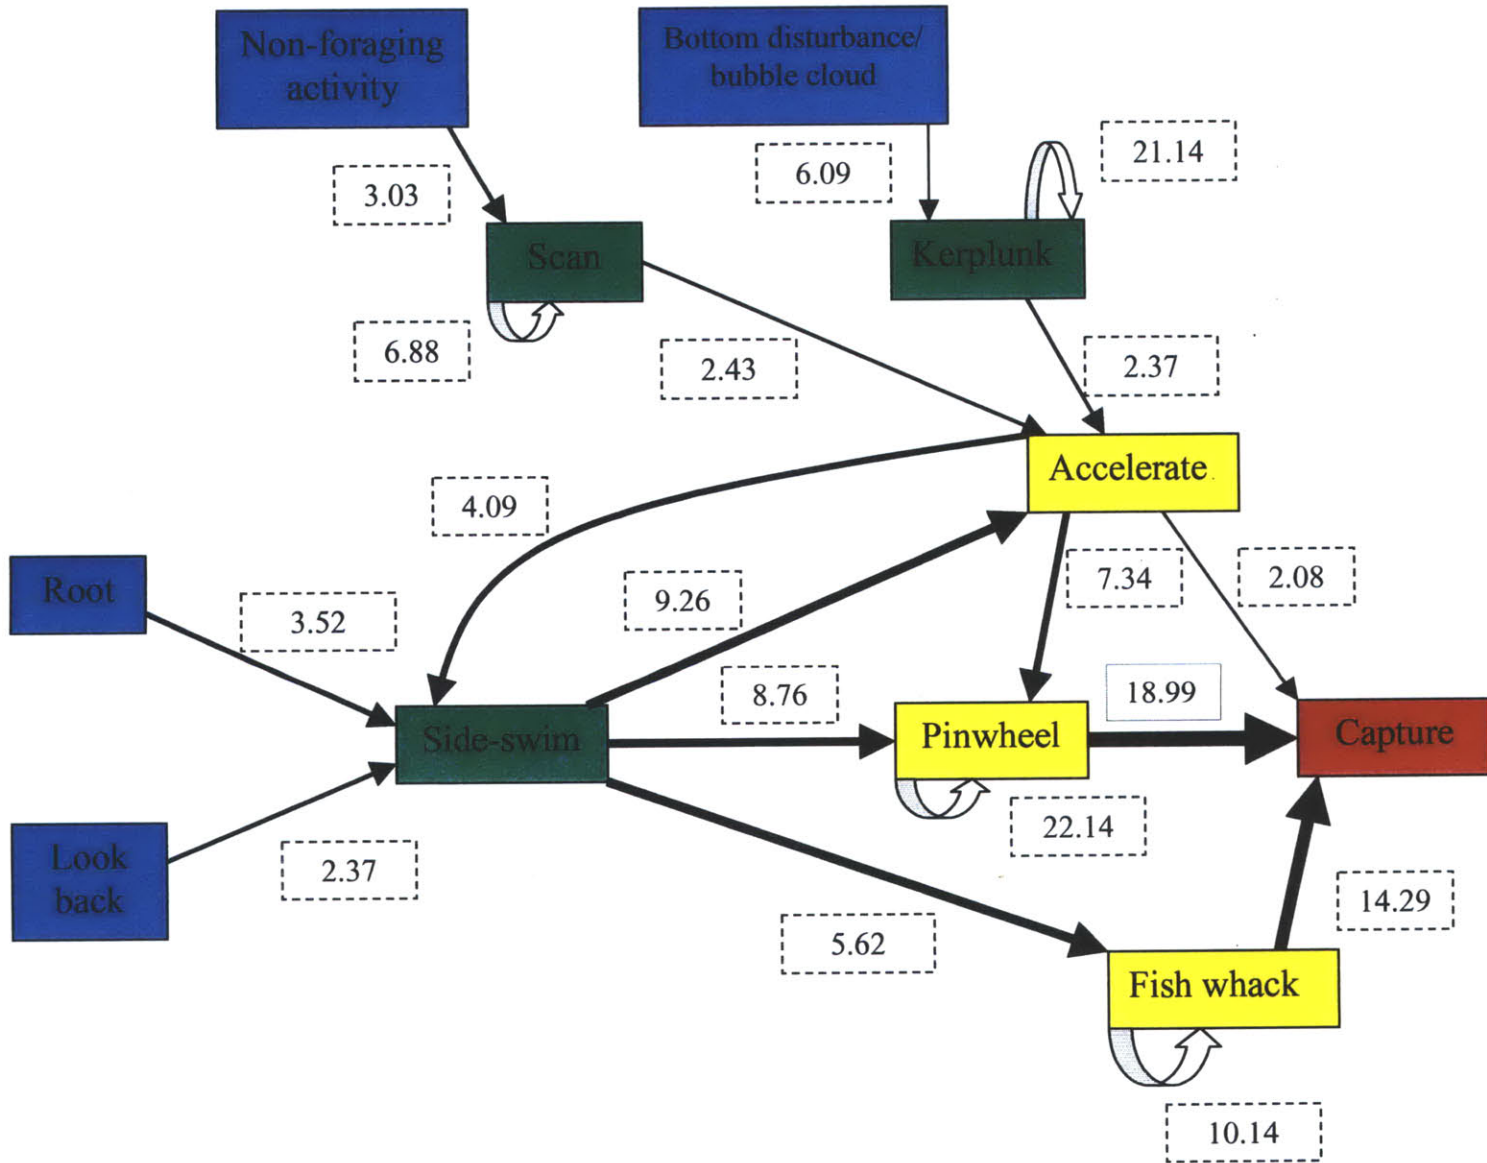 Non-foraging
activity
Bottom disturbance/
bubble cloud
3.03
6.09
21.14
Scan
Kerplunk
6.88
2.43
2.37
Accelerate
4.09
Root
3.52
9.26
7.34
2.08
8.76
18.99
Side-swim
Pinwheel
Capture
22.14
Look
back
2.37
5.62
14.29
Fish whack
10.14